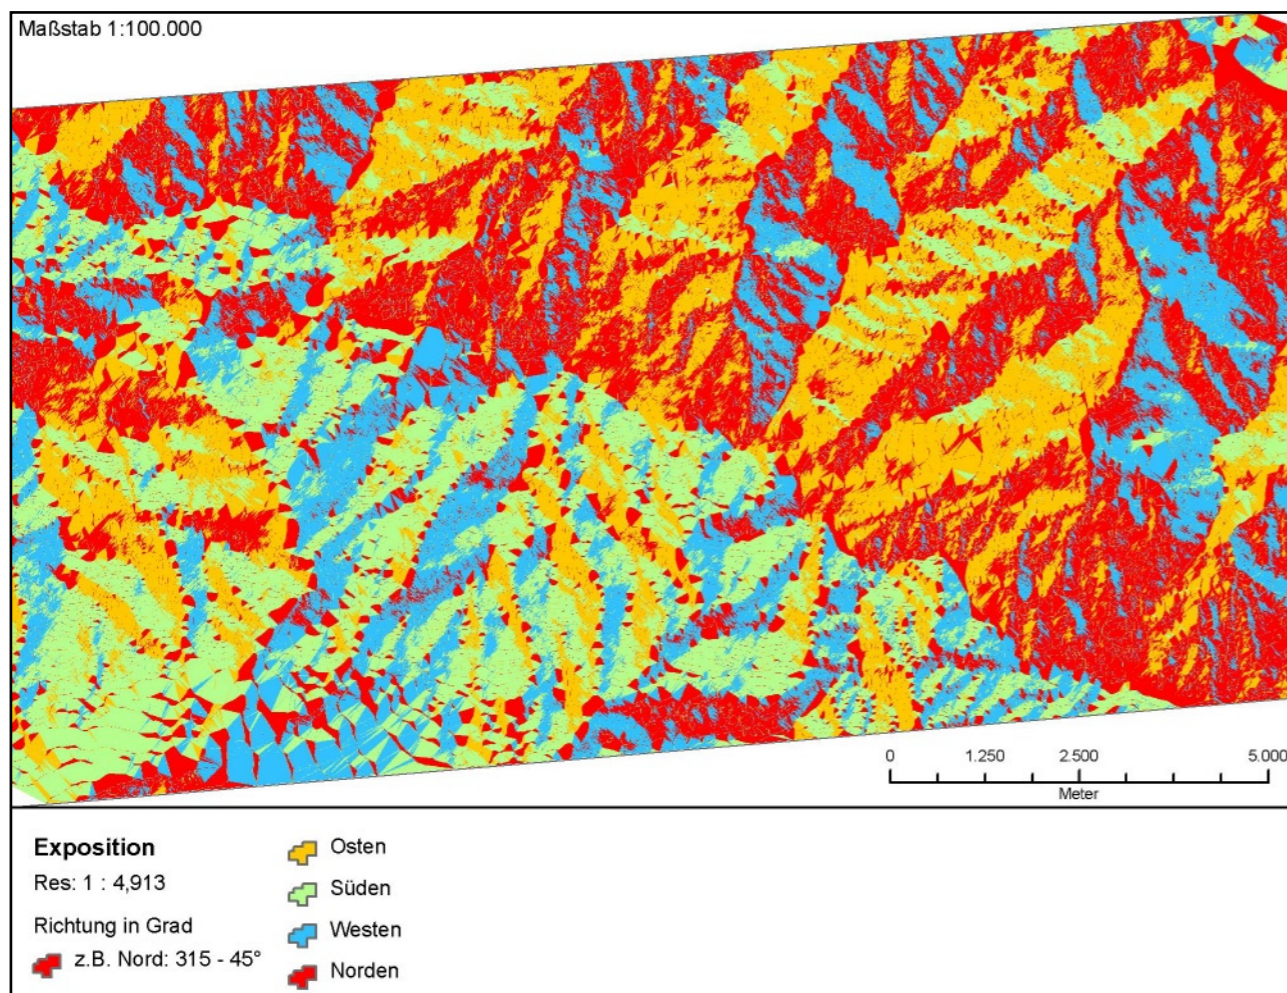 Maßstab 1:100.000
0 1.250 2.500 5.000
Meter
Exposition
Res: 1 : 4,913
Richtung in Grad
z.B. Nord: 315 - 45°
Osten
Süden
Westen
Norden